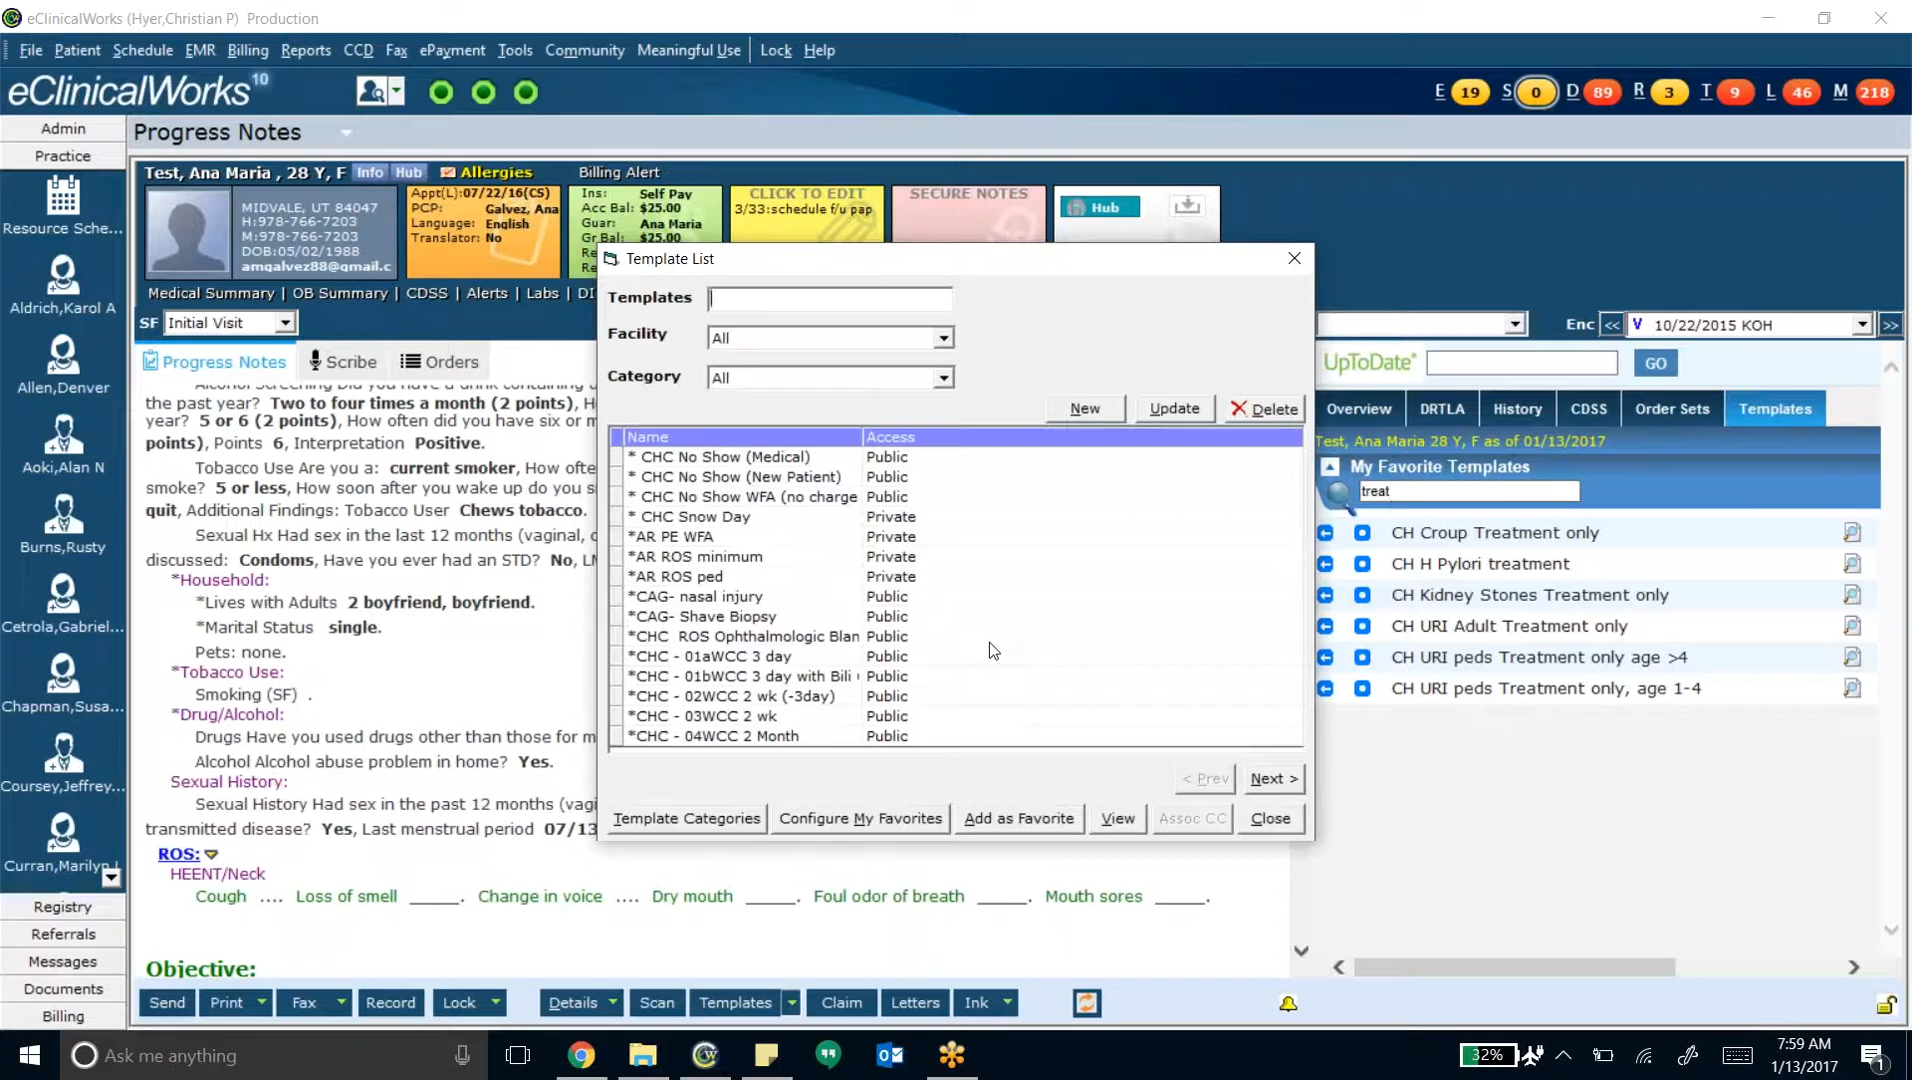 eClinicalWorks (Hyer,Christian P) Production
File Patient Schedule EMR Billing Reports CCD Fax ePayment Tools Community Meaningful Use Lock Help
eClinicalWorks 10
E 19 S 0 D 89 R 3 T 9 L 46 M 218
Admin
Practice
Resource Sche...
Aldrich,Karol A
Allen,Denver
Aoki,Alan N
Burns,Rusty
Cetrola,Gabriel...
Chapman,Susa...
Coursey,Jeffrey...
Curran,Marilyn
Registry
Referrals
Messages
Documents
Billing
Progress Notes
Test, Ana Maria , 28 Y, F Info Hub Allergies Billing Alert
MIDVALE, UT 84047
H:978-766-7203
M:978-766-7203
DOB:05/02/1988
amgalvez88@gmail.c
Appt(L):07/22/16(CS)
PCP: Galvez, Ana
Language: English
Translator: No
Ins: Self Pay
Acc Bal: $25.00
Guar: Ana Maria
Gr Bal: $25.00
CLICK TO EDIT
3/33:schedule f/u pap
SECURE NOTES
Hub
Medical Summary | OB Summary | CDSS | Alerts | Labs | DI
SF Initial Visit
Enc << V 10/22/2015 KOH >>
Progress Notes Scribe Orders
the past year? Two to four times a month (2 points), H
year? 5 or 6 (2 points), How often did you have six or m
points), Points 6, Interpretation Positive.
Tobacco Use Are you a: current smoker, How ofte
smoke? 5 or less, How soon after you wake up do you s
quit, Additional Findings: Tobacco User Chews tobacco.
Sexual Hx Had sex in the last 12 months (vaginal, o
discussed: Condoms, Have you ever had an STD? No, LM
*Household:
*Lives with Adults 2 boyfriend, boyfriend.
*Marital Status single.
Pets: none.
*Tobacco Use:
Smoking (SF) .
*Drug/Alcohol:
Drugs Have you used drugs other than those for m
Alcohol Alcohol abuse problem in home? Yes.
Sexual History:
Sexual History Had sex in the past 12 months (vagi
transmitted disease? Yes, Last menstrual period 07/13
ROS:
HEENT/Neck
Cough .... Loss of smell _____. Change in voice .... Dry mouth _____. Foul odor of breath _____. Mouth sores _____.
Objective:
Send Print Fax Record Lock Details Scan Templates Claim Letters Ink
Template List
Templates
Facility All
Category All
New Update Delete
Name Access
* CHC No Show (Medical) Public
* CHC No Show (New Patient) Public
* CHC No Show WFA (no charge Public
* CHC Snow Day Private
*AR PE WFA Private
*AR ROS minimum Private
*AR ROS ped Private
*CAG- nasal injury Public
*CAG- Shave Biopsy Public
*CHC ROS Ophthalmologic Blan Public
*CHC - 01aWCC 3 day Public
*CHC - 01bWCC 3 day with Bili Public
*CHC - 02WCC 2 wk (-3day) Public
*CHC - 03WCC 2 wk Public
*CHC - 04WCC 2 Month Public
< Prev Next >
Template Categories Configure My Favorites Add as Favorite View Assoc CC Close
UpToDate GO
Overview DRTLA History CDSS Order Sets Templates
Test, Ana Maria 28 Y, F as of 01/13/2017
My Favorite Templates
treat
CH Croup Treatment only
CH H Pylori treatment
CH Kidney Stones Treatment only
CH URI Adult Treatment only
CH URI peds Treatment only age >4
CH URI peds Treatment only, age 1-4
Ask me anything
32%
7:59 AM
1/13/2017
1